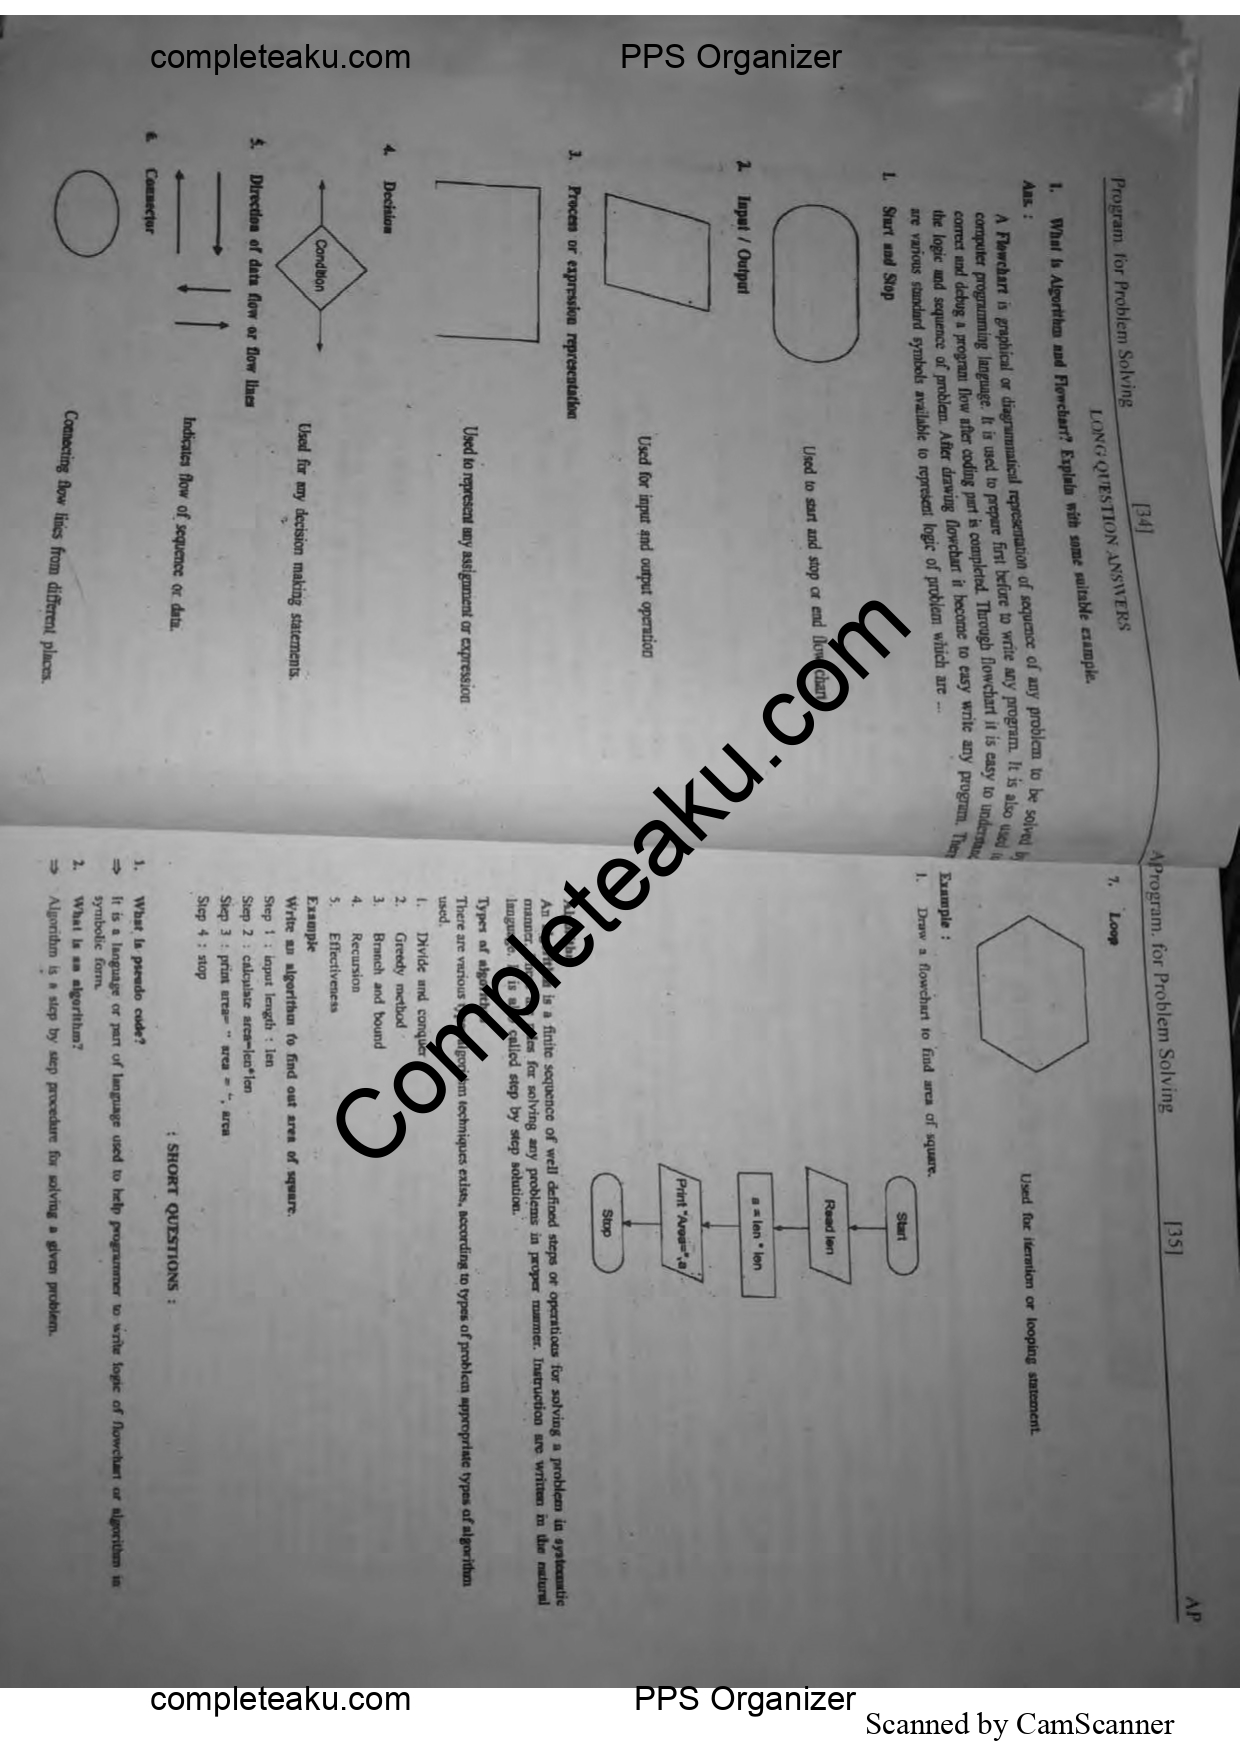 completeaku.com PPS Organizer
Program. for Problem Solving [34]
LONG QUESTION ANSWERS
1. What is Algorithm and Flowchart? Explain with some suitable example.
Ans. :
A Flowchart is graphical or diagrammatical representation of sequence of any problem to be solved by
computer programming language. It is used to prepare first before to write any program. It is also used
correct and debug a program flow after coding part is completed. Through flowchart it is easy to understand
the logic and sequence of problem. After drawing flowchart it become to easy write any program. There
are various standard symbols available to represent logic of problem which are ...
1. Start and Stop
Used to start and stop or end flow chart
2. Input / Output
Used for input and output operation
3. Process or expression representation
Used to represent any assignment or expression
4. Decision
Condition
Used for any decision making statements.
5. Direction of data flow or flow lines
Indicates flow of sequence or data.
6. Connector
Connecting flow lines from different places.
AProgram. for Problem Solving [35] AP
7. Loop
Used for iteration or looping statement.
Example :
1. Draw a flowchart to find area of square.
Start
Read len
a = len * len
Print "Area=",a
Stop
An is a finite sequence of well defined steps or operations for solving a problem in systematic
manner. for solving any problems in proper manner. Instruction are written in the natural
language. called step by step solution.
Types of
There are various algorithm techniques exists, according to types of problem appropriate types of algorithm
used.
1. Divide and conquer
2. Greedy method
3. Branch and bound
4. Recursion
5. Effectiveness
Example
Write an algorithm to find out area of square.
Step 1 : input length : len
Step 2 : calculate area=len*len
Step 3 : print area= " area = ", area
Step 4 : stop
: SHORT QUESTIONS :
1. What is pseudo code?
⇒ It is a language or part of language used to help programmer to write logic of flowchart or algorithm in
symbolic form.
2. What is an algorithm?
⇒ Algorithm is a step by step procedure for solving a given problem.
Completeaku.com
completeaku.com PPS Organizer
Scanned by CamScanner